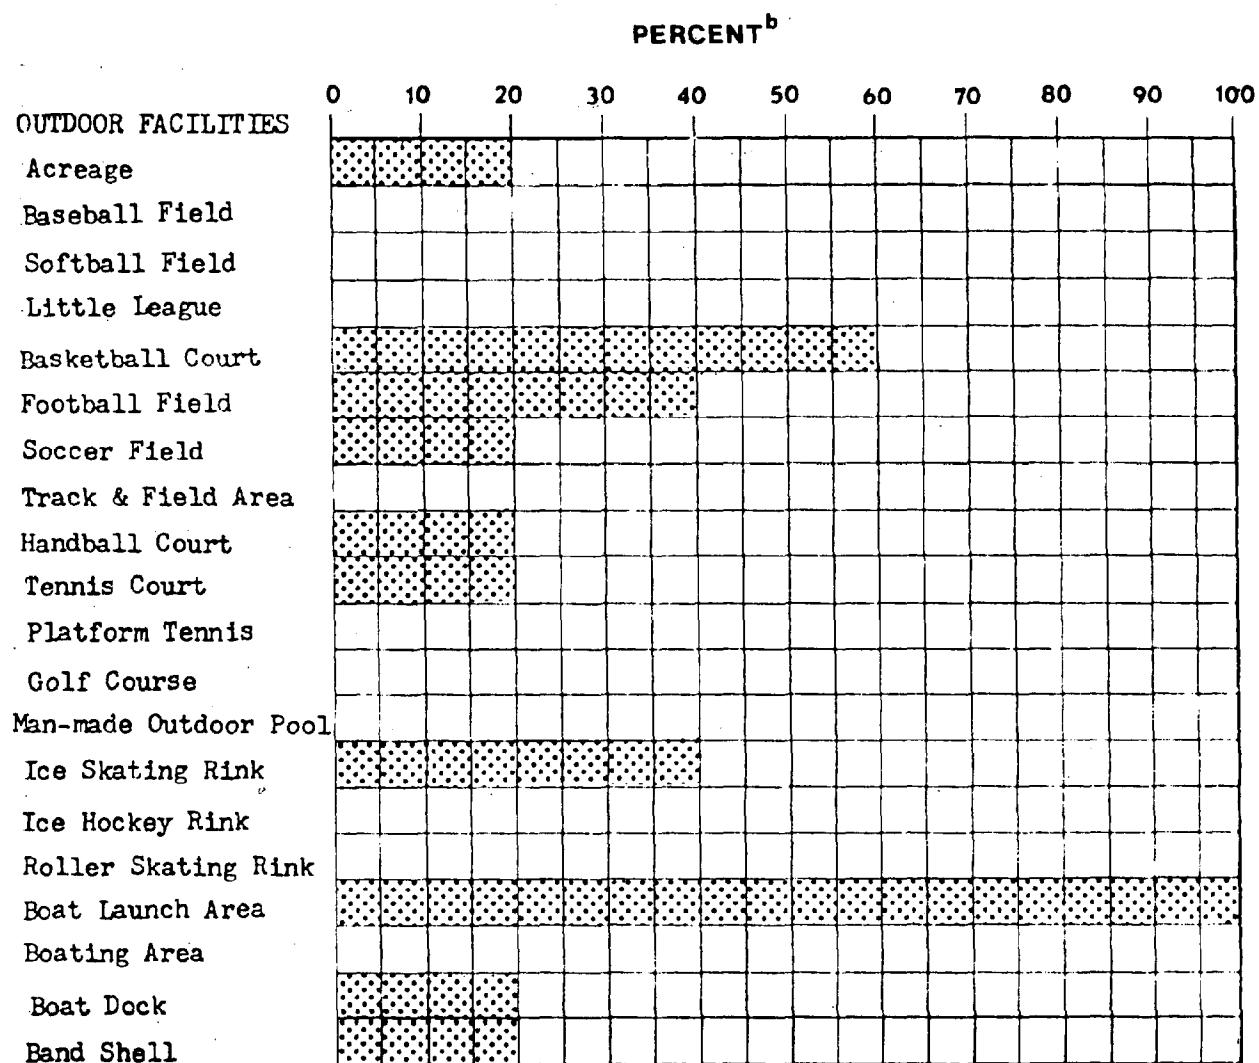 PERCENTb
0 10 20 30 40 50 60 70 80 90 100
OUTDOOR FACILITIES
Acreage
Baseball Field
Softball Field
Little League
Basketball Court
Football Field
Soccer Field
Track & Field Area
Handball Court
Tennis Court
Platform Tennis
Golf Course
Man-made Outdoor Pool
Ice Skating Rink
Ice Hockey Rink
Roller Skating Rink
Boat Launch Area
Boating Area
Boat Dock
Band Shell